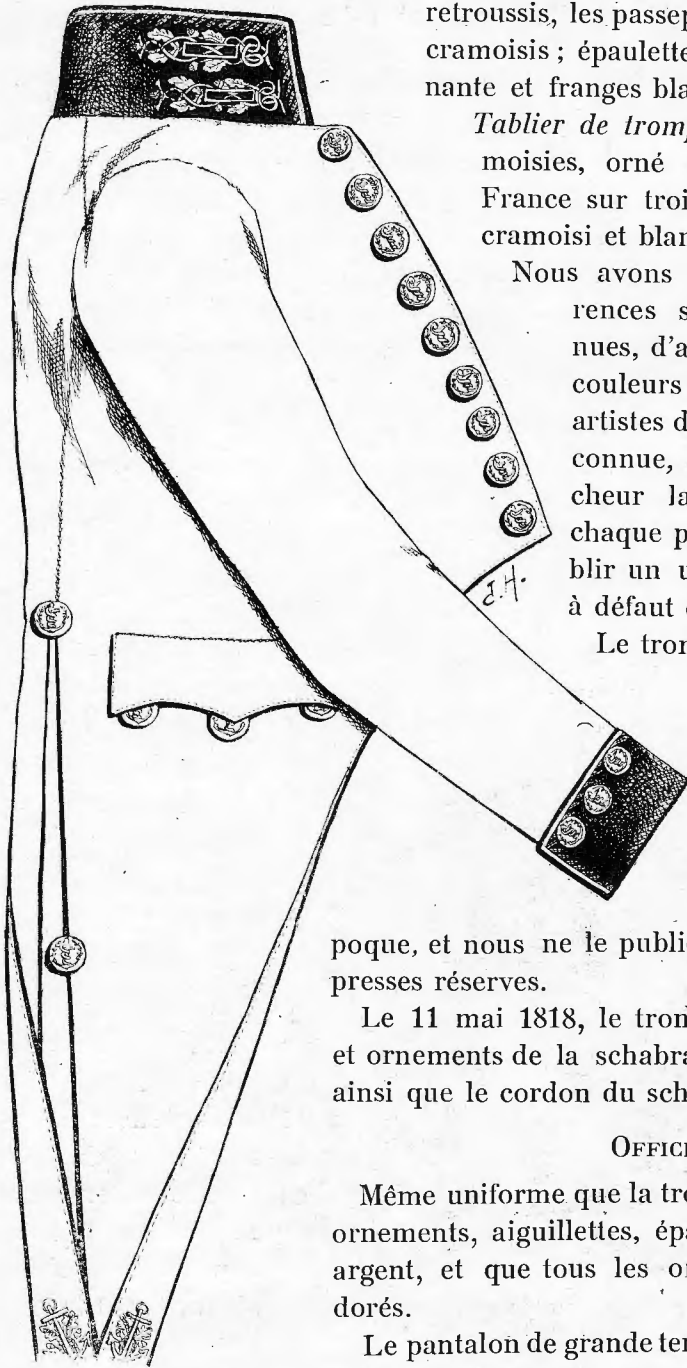 retroussis, les passep
cramoisis ; épaulette
nante et franges bla
Tablier de tromp
moisies, orné
France sur troi
cramoisi et blan
Nous avons
rences s
nues, d'a
couleurs
artistes d
connue,
cheur la
chaque p
blir un u
à défaut
Le tron
J.H.
poque, et nous ne le public
presses réserves.
Le 11 mai 1818, le tron
et ornements de la schabra
ainsi que le cordon du sch
OFFICI
Même uniforme que la tro
ornements, aiguillettes, épa
argent, et que tous les or
dorés.
Le pantalon de grande ten